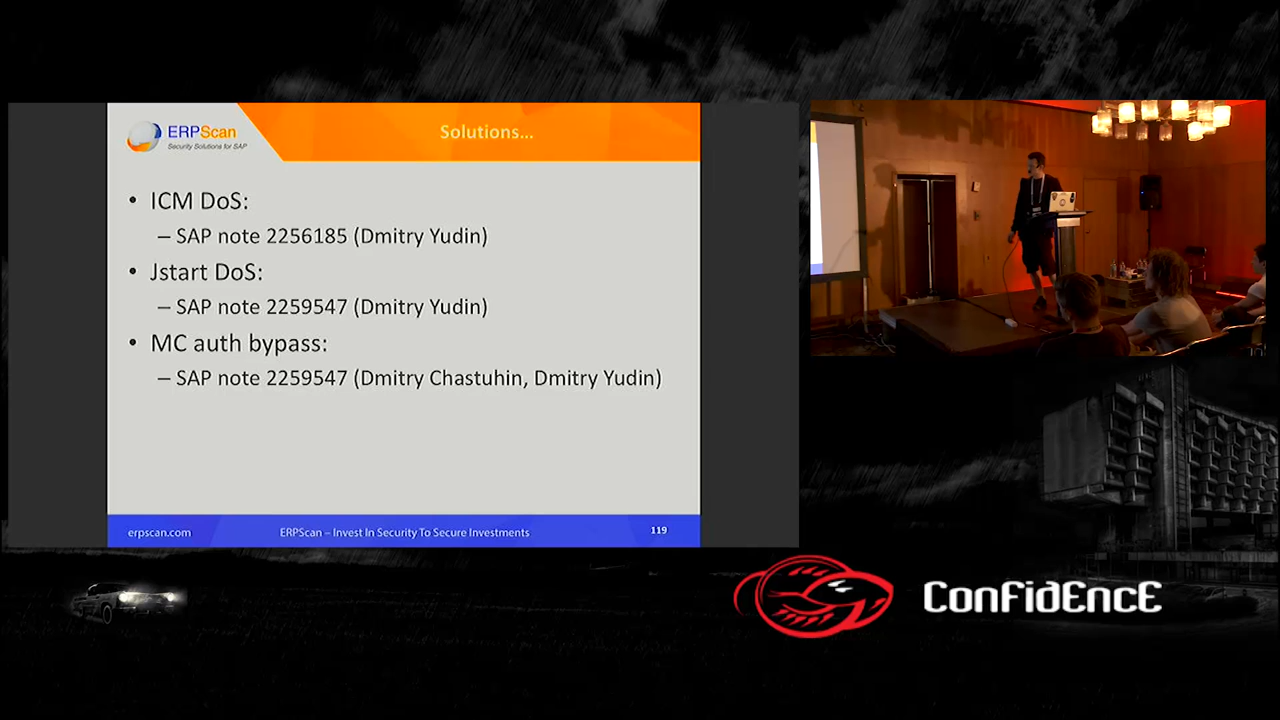 ERPScan
Security Solutions for SAP
Solutions...
• ICM DoS:
– SAP note 2256185 (Dmitry Yudin)
• Jstart DoS:
– SAP note 2259547 (Dmitry Yudin)
• MC auth bypass:
– SAP note 2259547 (Dmitry Chastuhin, Dmitry Yudin)
erpscan.com
ERPScan – Invest In Security To Secure Investments
119
ConFidEncE